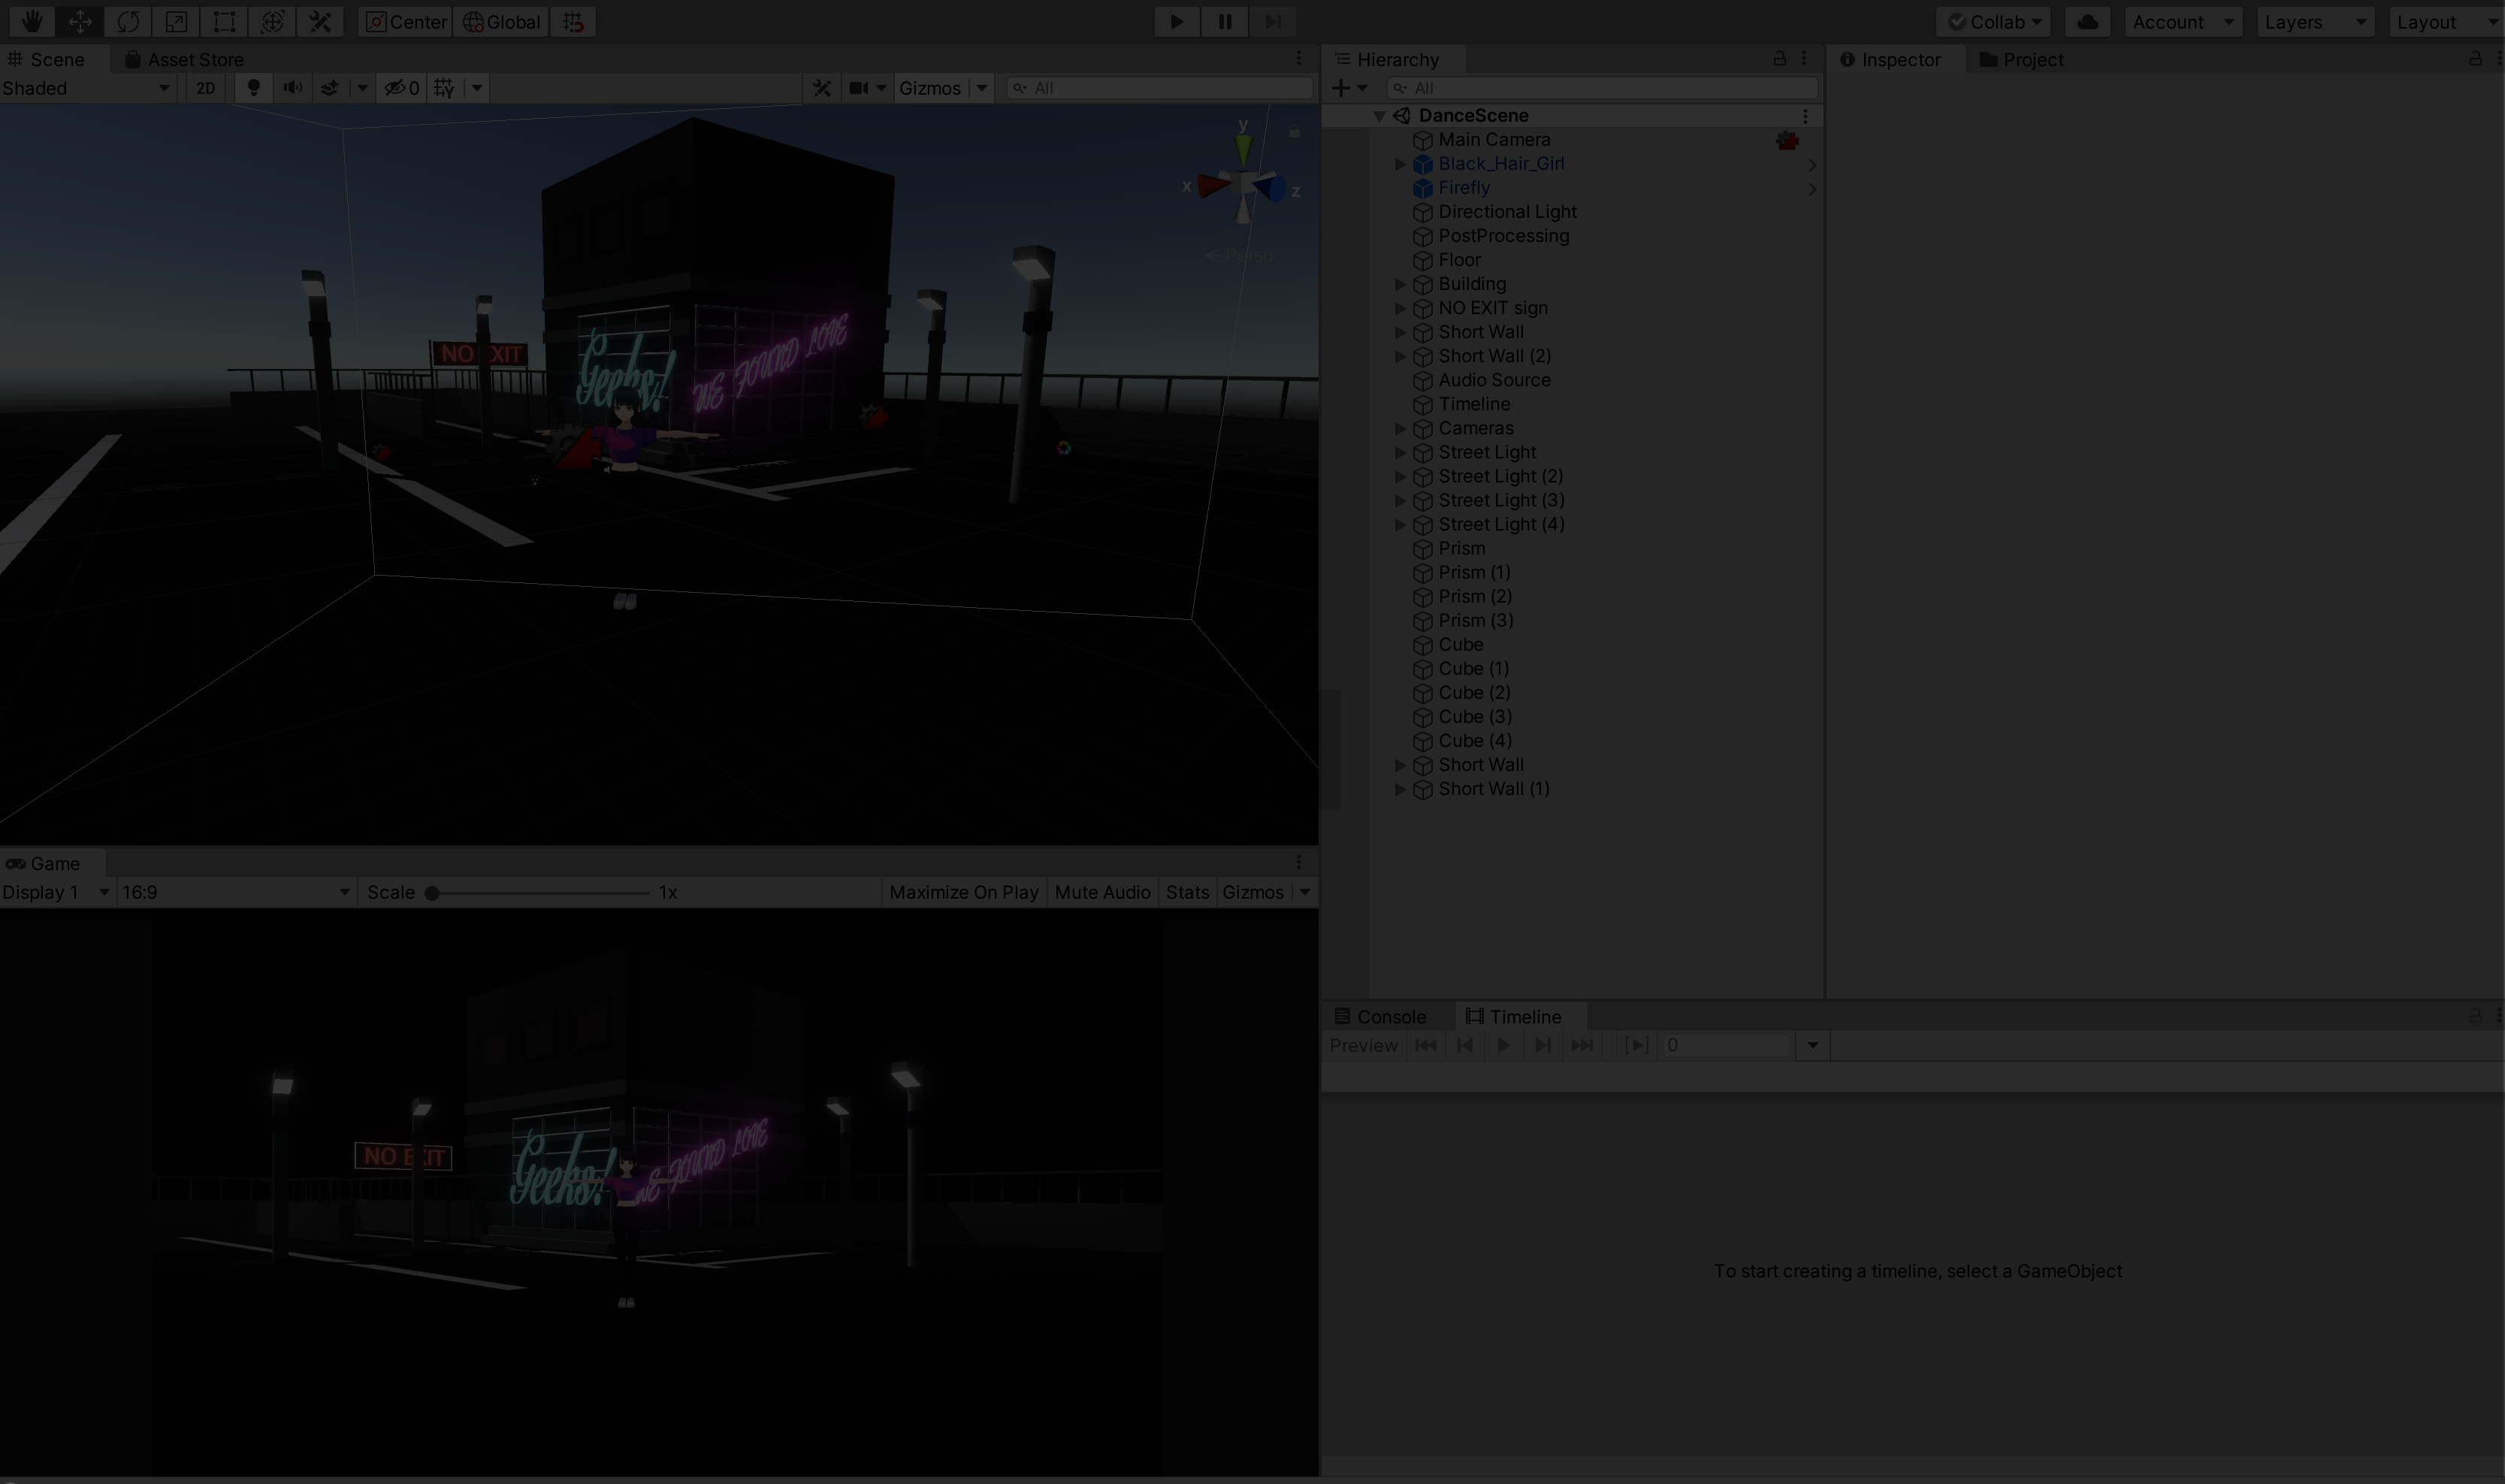 Center Global Collab Account Layers Layout
Scene Asset Store
Shaded 2D 0 Gizmos All
y
x z
Persp
NO EXIT
Geeks!
WE FOUND LOVE
Game
Display 1 16:9 Scale 1x Maximize On Play Mute Audio Stats Gizmos
NO EXIT
Geeks!
WE FOUND LOVE
Hierarchy
All
DanceScene
Main Camera
Black_Hair_Girl
Firefly
Directional Light
PostProcessing
Floor
Building
NO EXIT sign
Short Wall
Short Wall (2)
Audio Source
Timeline
Cameras
Street Light
Street Light (2)
Street Light (3)
Street Light (4)
Prism
Prism (1)
Prism (2)
Prism (3)
Cube
Cube (1)
Cube (2)
Cube (3)
Cube (4)
Short Wall
Short Wall (1)
Inspector Project
Console Timeline
Preview 0
To start creating a timeline, select a GameObject